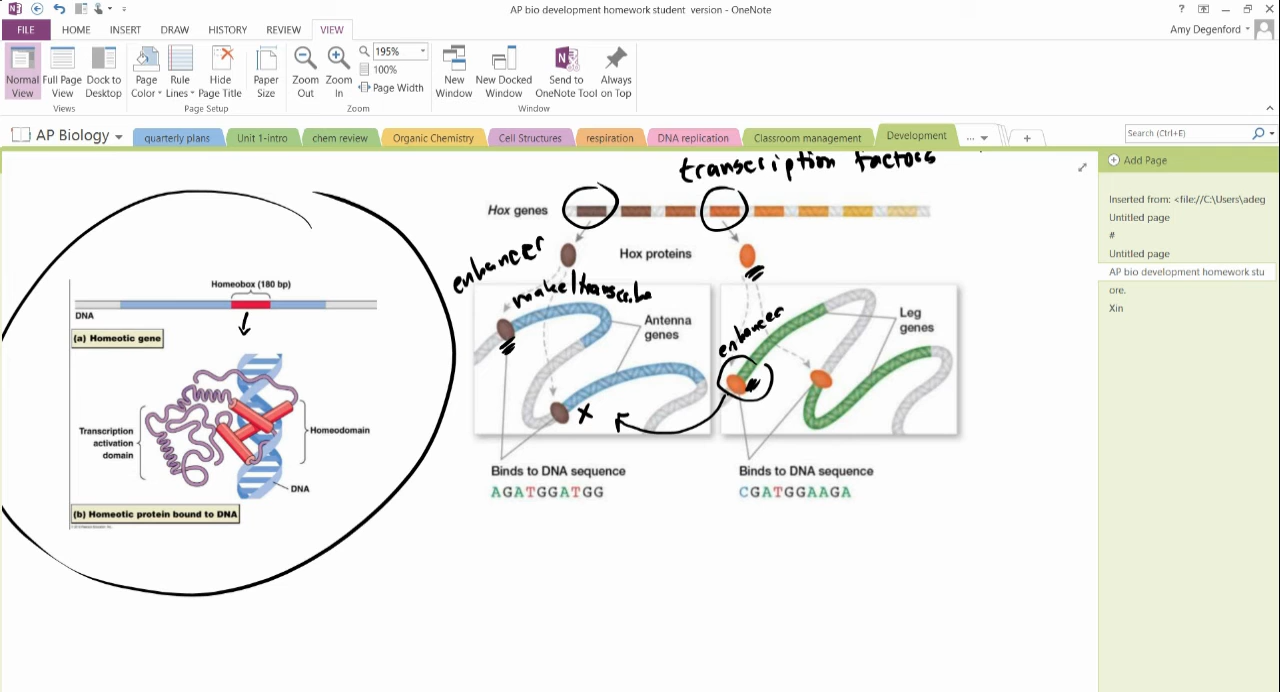 AP bio development homework student version - OneNote
?
Amy Degenford
FILE HOME INSERT DRAW HISTORY REVIEW VIEW
Normal View
Full Page View
Dock to Desktop
Views
Page Color
Rule Lines
Hide Page Title
Paper Size
Page Setup
Zoom Out
Zoom In
195%
100%
Page Width
Zoom
New Window
New Docked Window
Send to OneNote Tool
Always on Top
Window
AP Biology
quarterly plans
Unit 1-intro
chem review
Organic Chemistry
Cell Structures
respiration
DNA replication
Classroom management
Development
...
+
Search (Ctrl+E)
Add Page
Inserted from: <file://C:\Users\adeg
Untitled page
#
Untitled page
AP bio development homework stu
ore.
Xin
transcription factors
Hox genes
Hox proteins
enhancer
Antenna
genes
enhancer
Leg
genes
X
Binds to DNA sequence
AGATGGATGG
Binds to DNA sequence
CGATGGAAGA
Homeobox (180 bp)
DNA
(a) Homeotic gene
Transcription
activation
domain
Homeodomain
DNA
(b) Homeotic protein bound to DNA